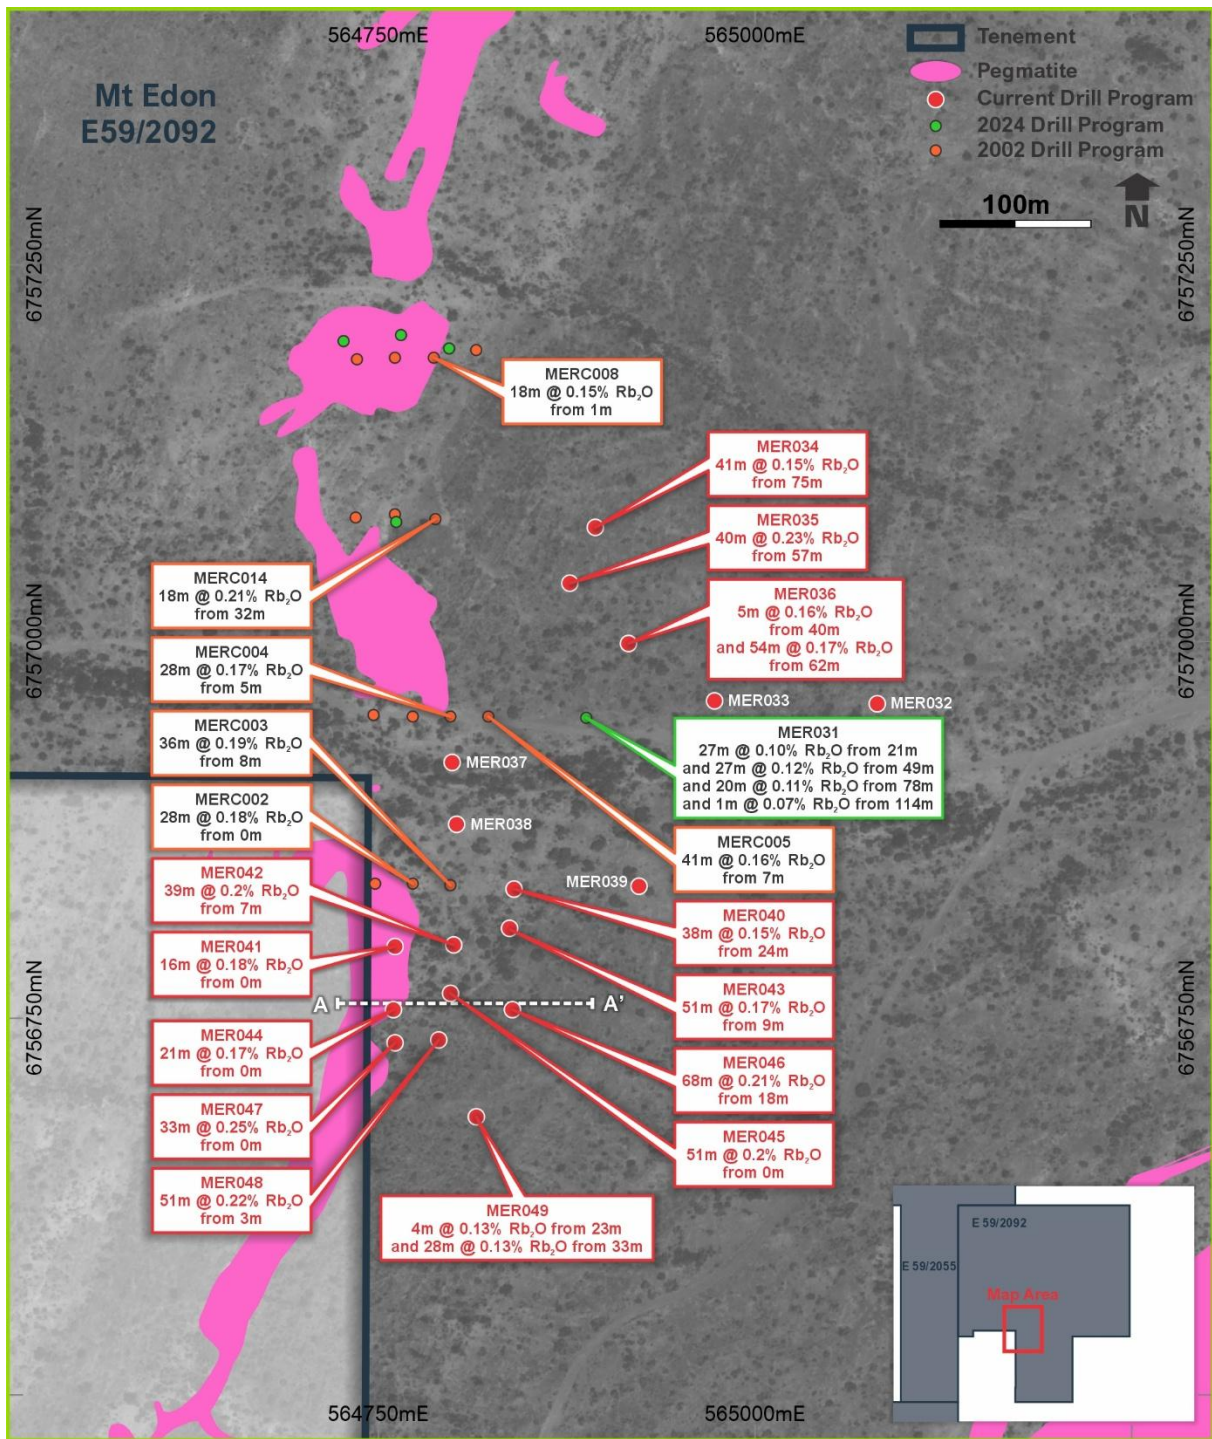 564750mE
565000mE
Mt Edon
E59/2092
Tenement
Pegmatite
Current Drill Program
2024 Drill Program
2002 Drill Program
100m
N
6757250mN
6757250mN
MERC008
18m @ 0.15% Rb₂O
from 1m
MER034
41m @ 0.15% Rb₂O
from 75m
MER035
40m @ 0.23% Rb₂O
from 57m
MERC014
18m @ 0.21% Rb₂O
from 32m
MER036
5m @ 0.16% Rb₂O
from 40m
and 54m @ 0.17% Rb₂O
from 62m
6757000mN
6757000mN
MERC004
28m @ 0.17% Rb₂O
from 5m
MER033
MER032
MERC003
36m @ 0.19% Rb₂O
from 8m
MER031
27m @ 0.10% Rb₂O from 21m
and 27m @ 0.12% Rb₂O from 49m
and 20m @ 0.11% Rb₂O from 78m
and 1m @ 0.07% Rb₂O from 114m
MER037
MERC002
28m @ 0.18% Rb₂O
from 0m
MER038
MERC005
41m @ 0.16% Rb₂O
from 7m
MER042
39m @ 0.2% Rb₂O
from 7m
MER039
MER040
38m @ 0.15% Rb₂O
from 24m
MER041
16m @ 0.18% Rb₂O
from 0m
MER043
51m @ 0.17% Rb₂O
from 9m
A
A'
6756750mN
6756750mN
MER044
21m @ 0.17% Rb₂O
from 0m
MER046
68m @ 0.21% Rb₂O
from 18m
MER047
33m @ 0.25% Rb₂O
from 0m
MER045
51m @ 0.2% Rb₂O
from 0m
MER048
51m @ 0.22% Rb₂O
from 3m
MER049
4m @ 0.13% Rb₂O from 23m
and 28m @ 0.13% Rb₂O from 33m
E 59/2092
E 59/2055
Map Area
564750mE
565000mE